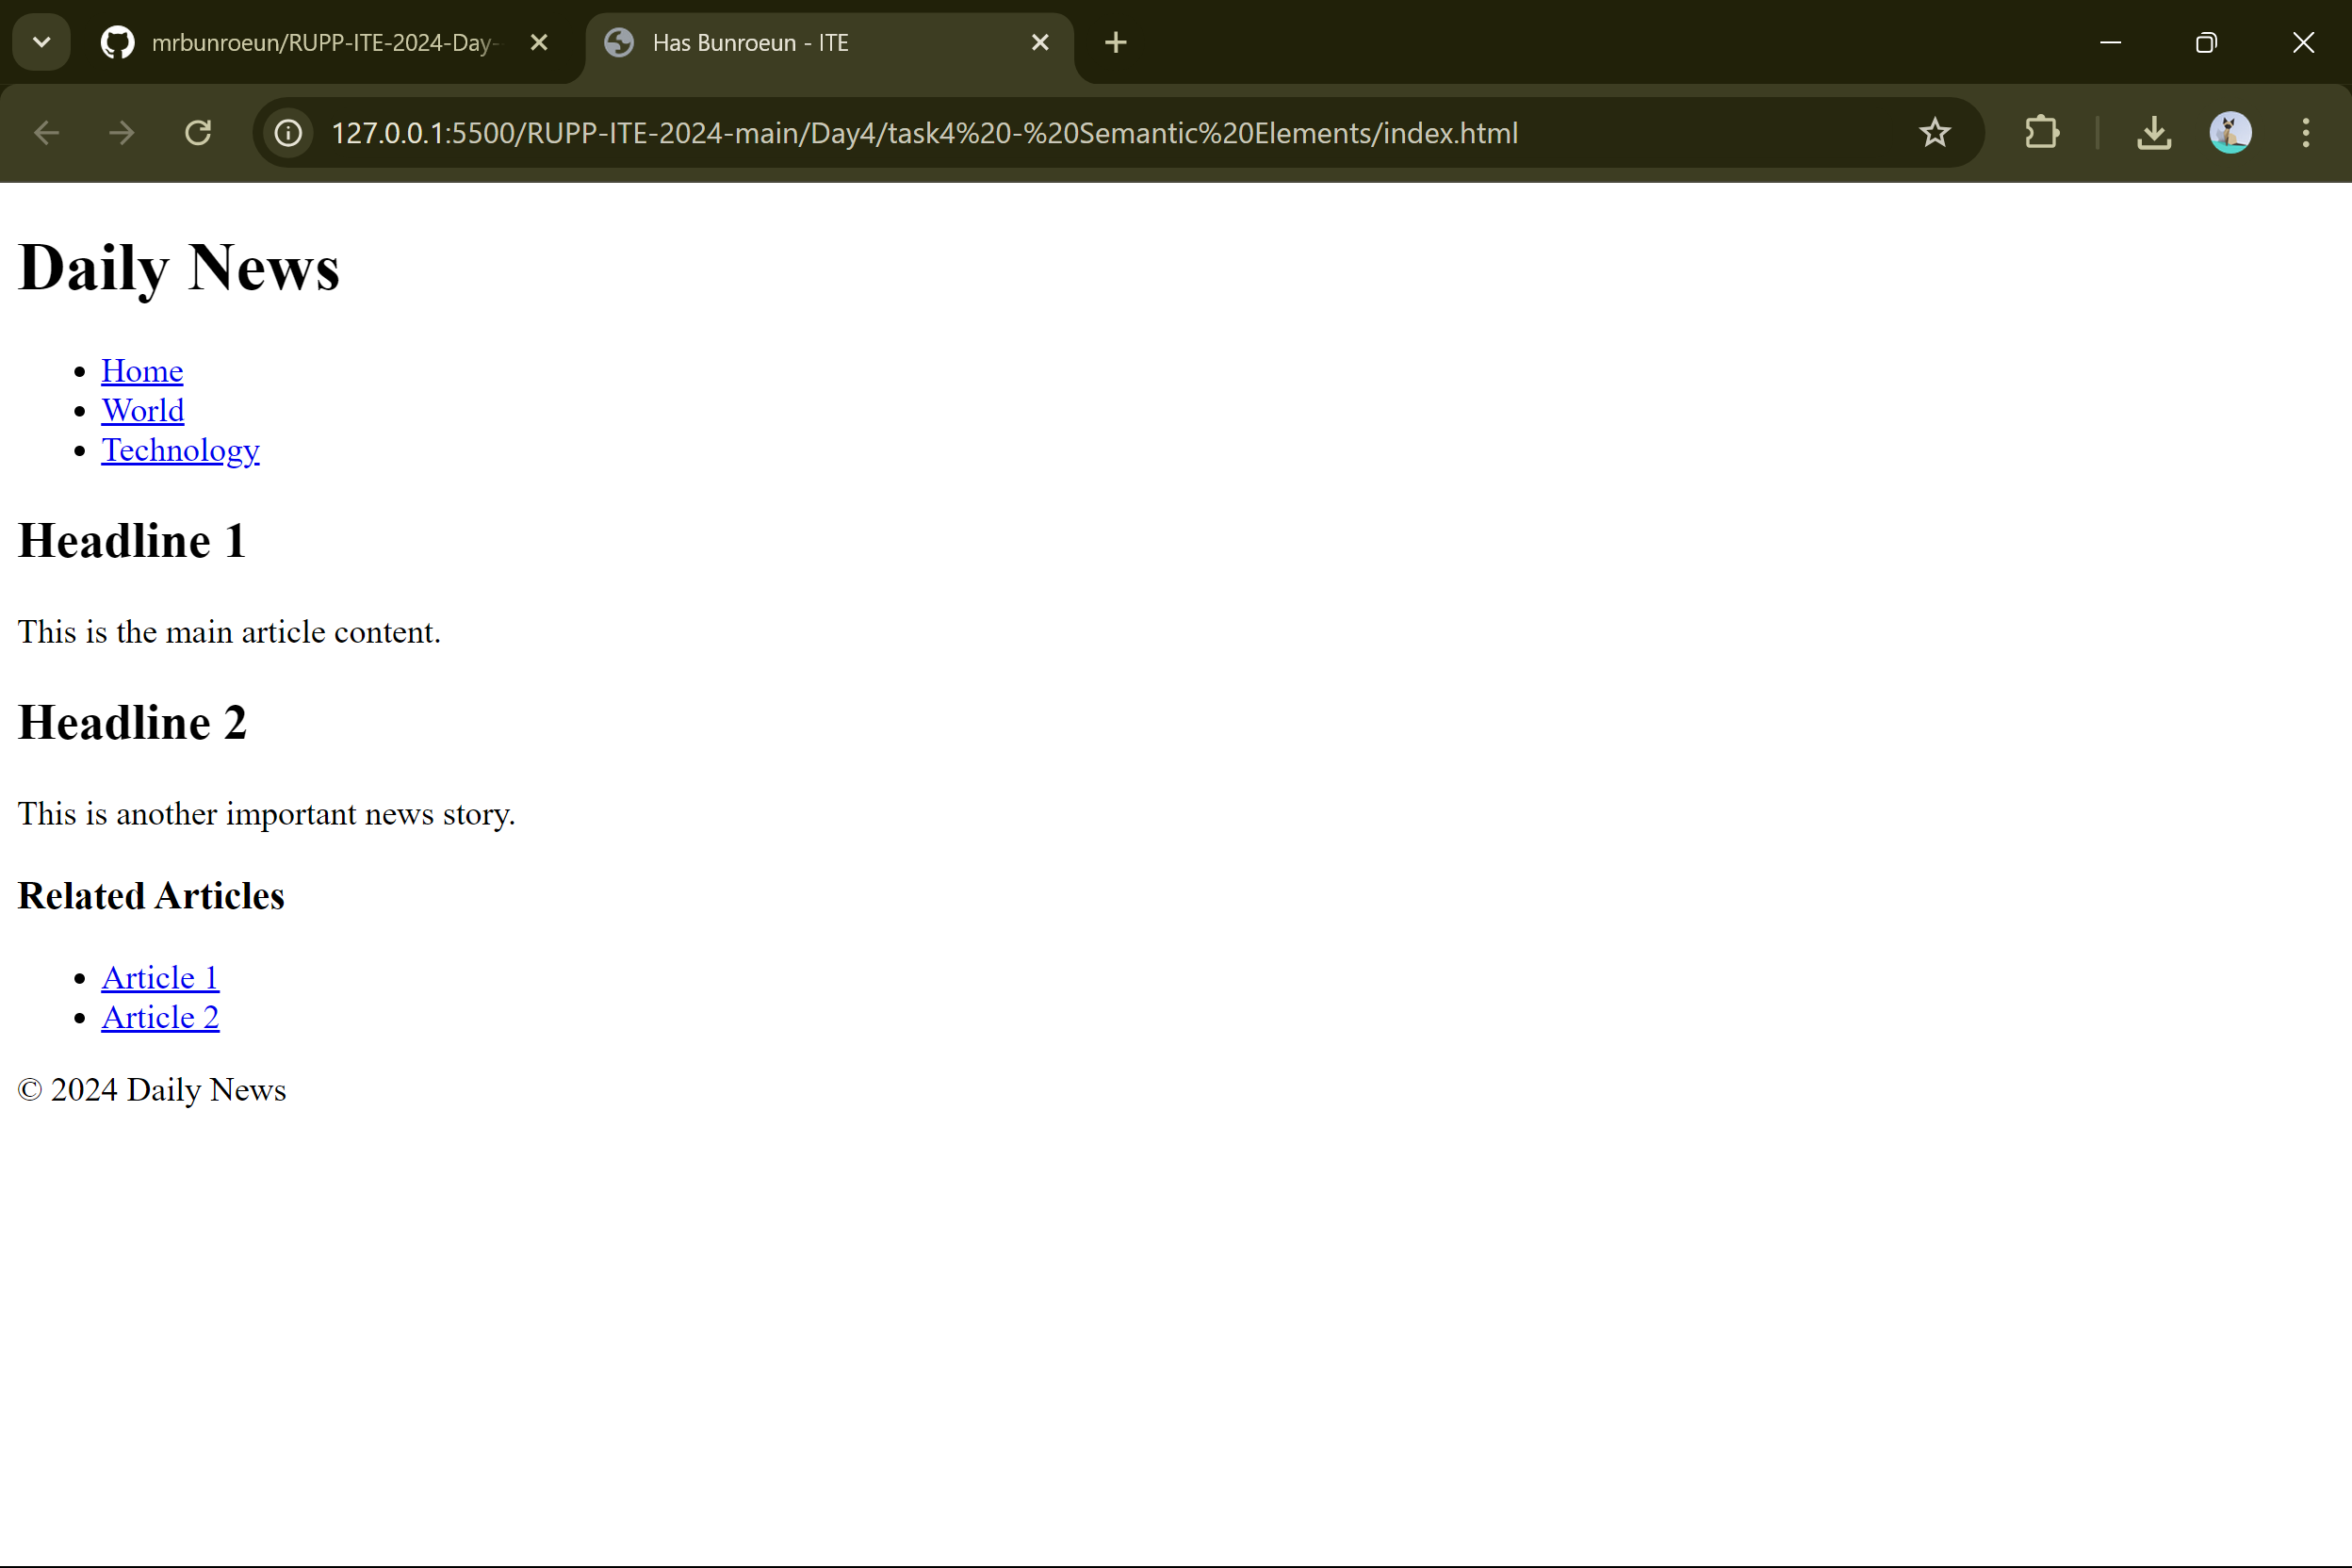 mrbunroeun/RUPP-ITE-2024-Day-
Has Bunroeun - ITE
127.0.0.1:5500/RUPP-ITE-2024-main/Day4/task4%20-%20Semantic%20Elements/index.html
Daily News
Home
World
Technology
Headline 1
This is the main article content.
Headline 2
This is another important news story.
Related Articles
Article 1
Article 2
© 2024 Daily News